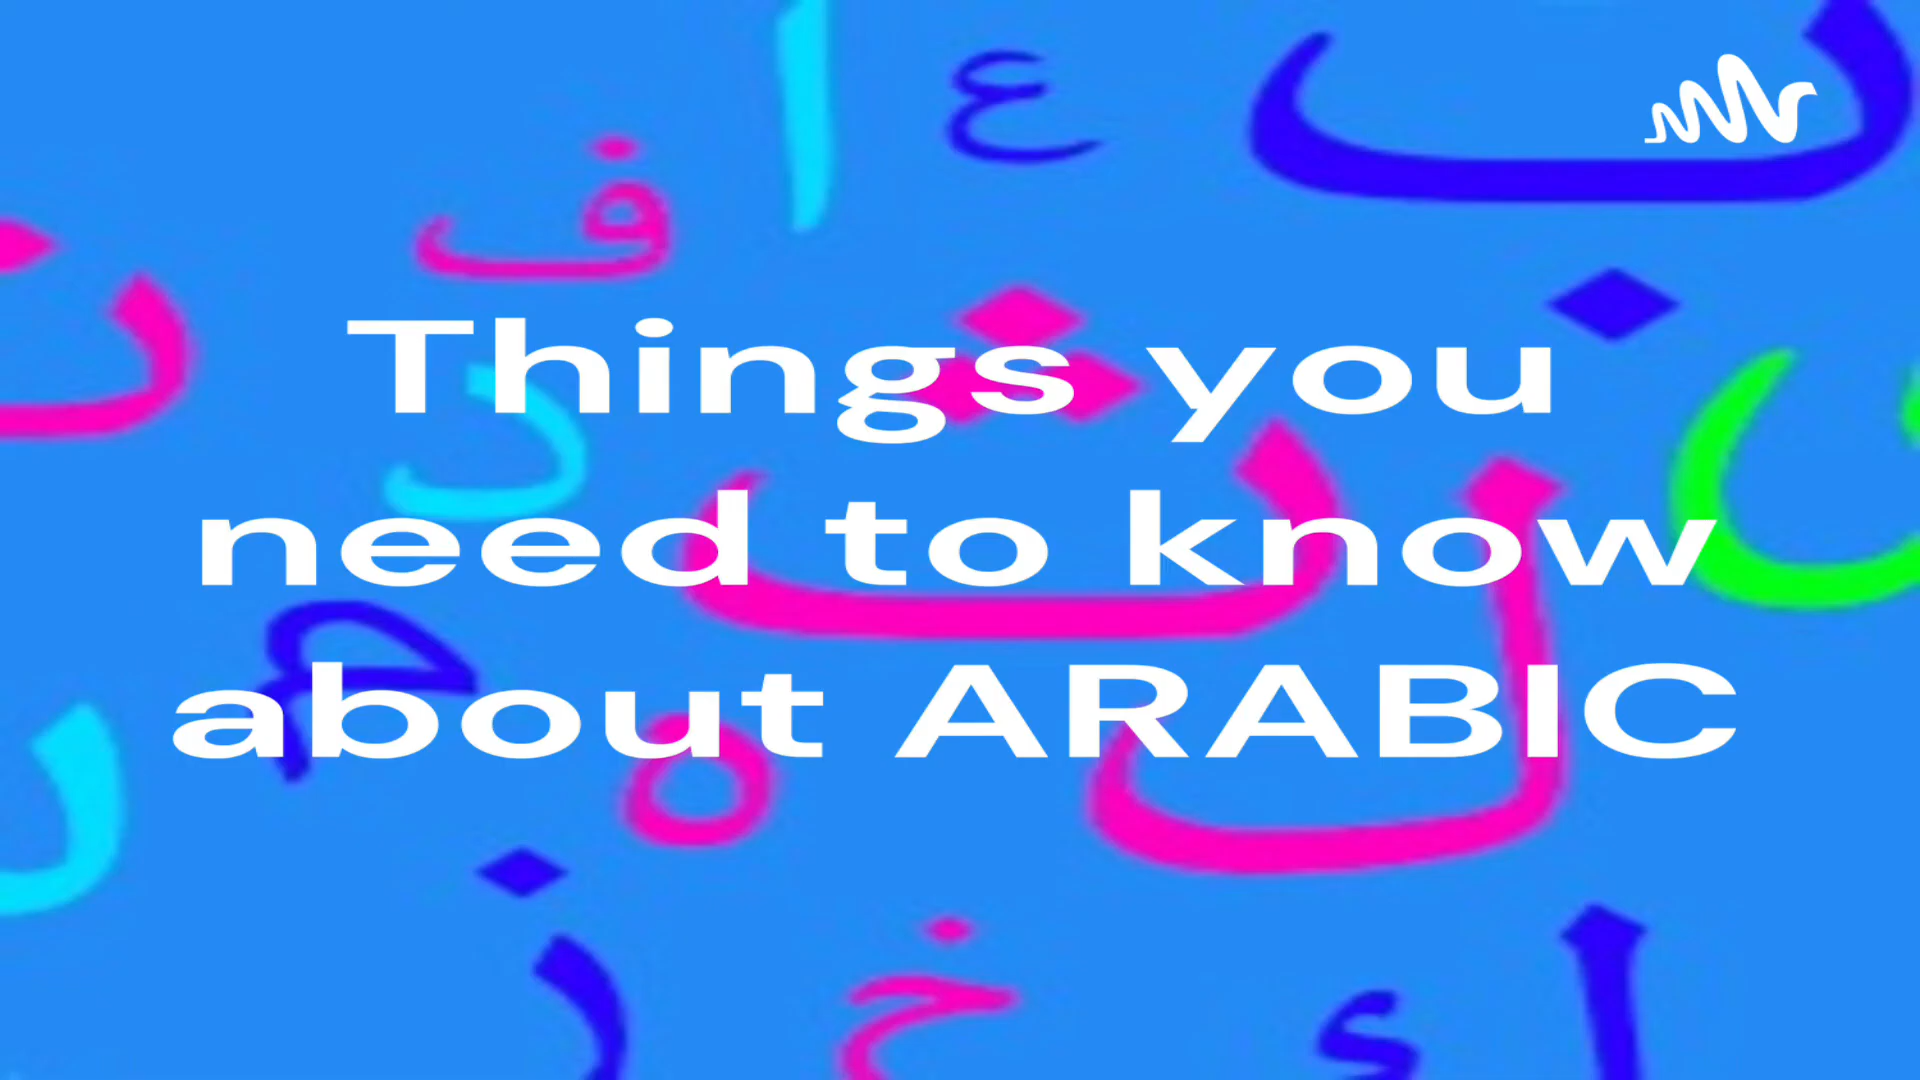 Things you
need to know
about ARABIC
ا
ع
ب
ف
د
ث
ل
ه
ز
خ